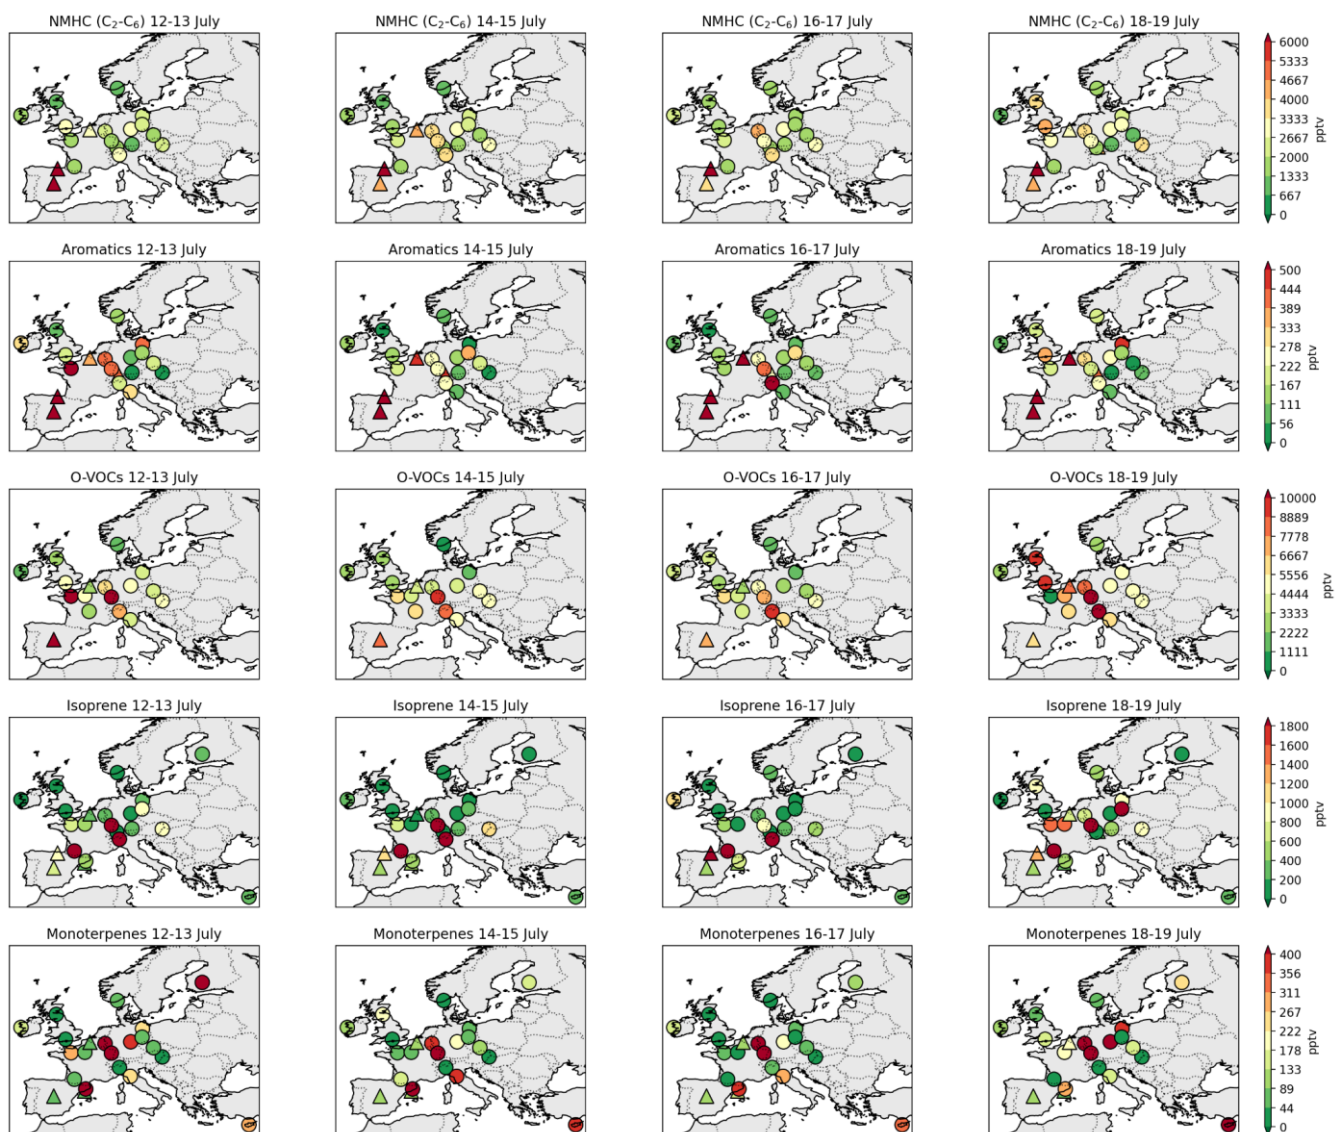 NMHC (C₂-C₆) 12-13 July
NMHC (C₂-C₆) 14-15 July
NMHC (C₂-C₆) 16-17 July
NMHC (C₂-C₆) 18-19 July
6000
5333
4667
4000
3333
2667
2000
1333
667
0
pptv
Aromatics 12-13 July
Aromatics 14-15 July
Aromatics 16-17 July
Aromatics 18-19 July
500
444
389
333
278
222
167
111
56
0
pptv
O-VOCs 12-13 July
O-VOCs 14-15 July
O-VOCs 16-17 July
O-VOCs 18-19 July
10000
8889
7778
6667
5556
4444
3333
2222
1111
0
pptv
Isoprene 12-13 July
Isoprene 14-15 July
Isoprene 16-17 July
Isoprene 18-19 July
1800
1600
1400
1200
1000
800
600
400
200
0
pptv
Monoterpenes 12-13 July
Monoterpenes 14-15 July
Monoterpenes 16-17 July
Monoterpenes 18-19 July
400
356
311
267
222
178
133
89
44
0
pptv